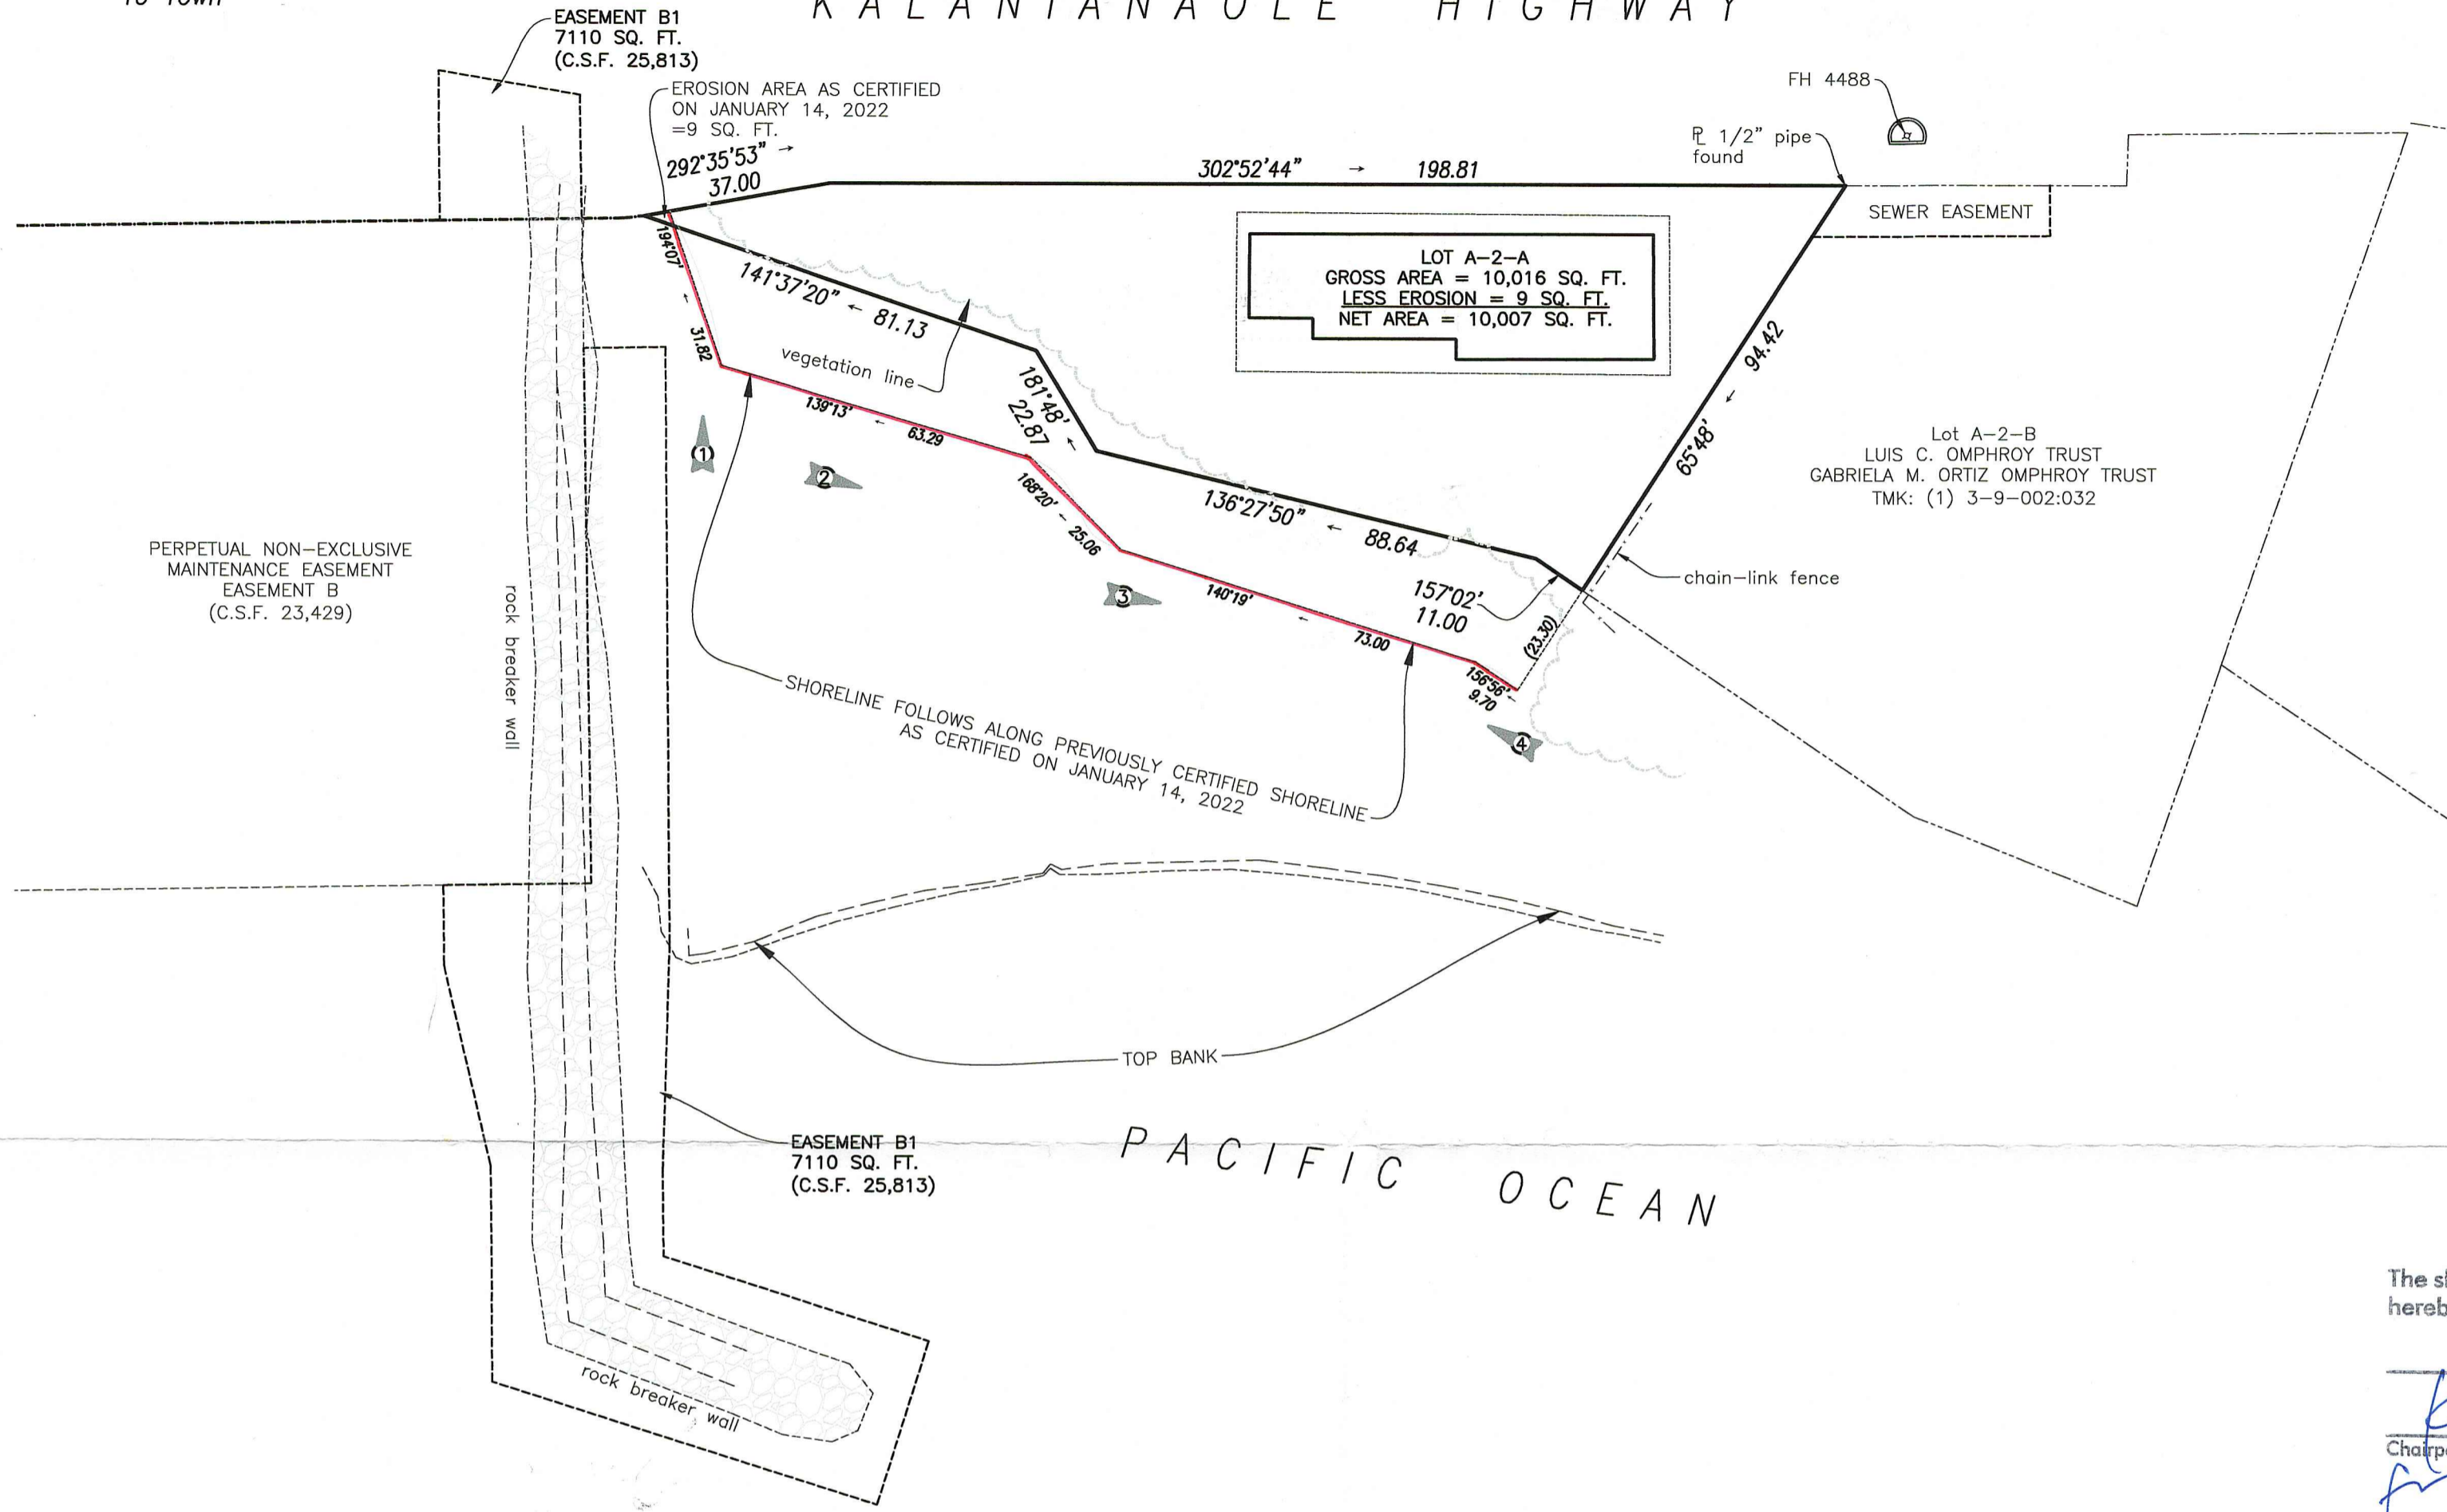 KALANIANAOLE HIGHWAY
EASEMENT B1
7110 SQ. FT.
(C.S.F. 25,813)
EROSION AREA AS CERTIFIED
ON JANUARY 14, 2022
=9 SQ. FT.
FH 4488
PL 1/2" pipe
found
292°35'53" →
37.00
302°52'44" → 198.81
SEWER EASEMENT
LOT A-2-A
GROSS AREA = 10,016 SQ. FT.
LESS EROSION = 9 SQ. FT.
NET AREA = 10,007 SQ. FT.
194°07'
31.82
141°37'20" ← 81.13
vegetation line
181°48'
22.87
94.42
65°48'
139°13' ← 63.29
1
2
168°20' ← 25.06
136°27'50" ← 88.64
Lot A-2-B
LUIS C. OMPHROY TRUST
GABRIELA M. ORTIZ OMPHROY TRUST
TMK: (1) 3-9-002:032
PERPETUAL NON-EXCLUSIVE
MAINTENANCE EASEMENT
EASEMENT B
(C.S.F. 23,429)
rock breaker wall
chain-link fence
3
140°19' ← 73.00
157°02'
11.00
(23.30)
156°56' ←
9.70
4
SHORELINE FOLLOWS ALONG PREVIOUSLY CERTIFIED SHORELINE
AS CERTIFIED ON JANUARY 14, 2022
TOP BANK
EASEMENT B1
7110 SQ. FT.
(C.S.F. 25,813)
PACIFIC OCEAN
rock breaker wall
The s
hereb
Chairp